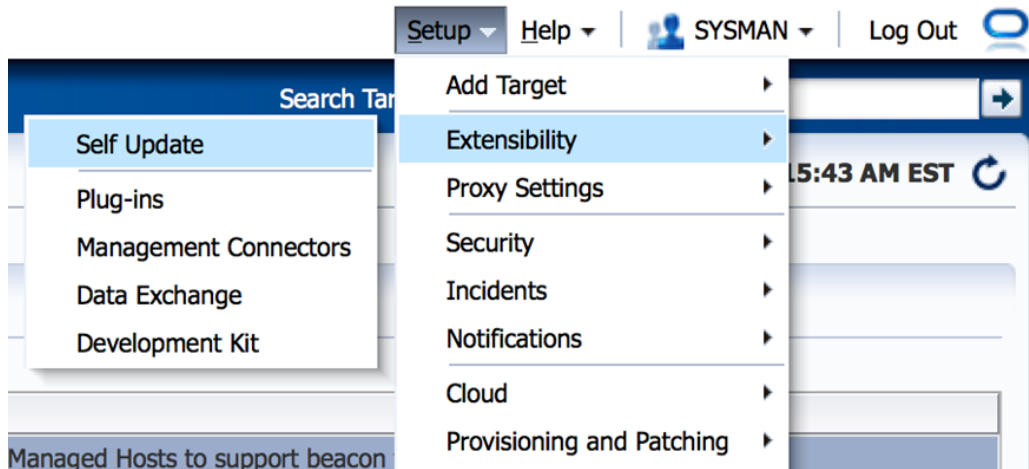 Setup Help SYSMAN Log Out
Search Tar
Add Target
Extensibility
Proxy Settings
Security
Incidents
Notifications
Cloud
Provisioning and Patching
Self Update
Plug-ins
Management Connectors
Data Exchange
Development Kit
15:43 AM EST
Managed Hosts to support beacon